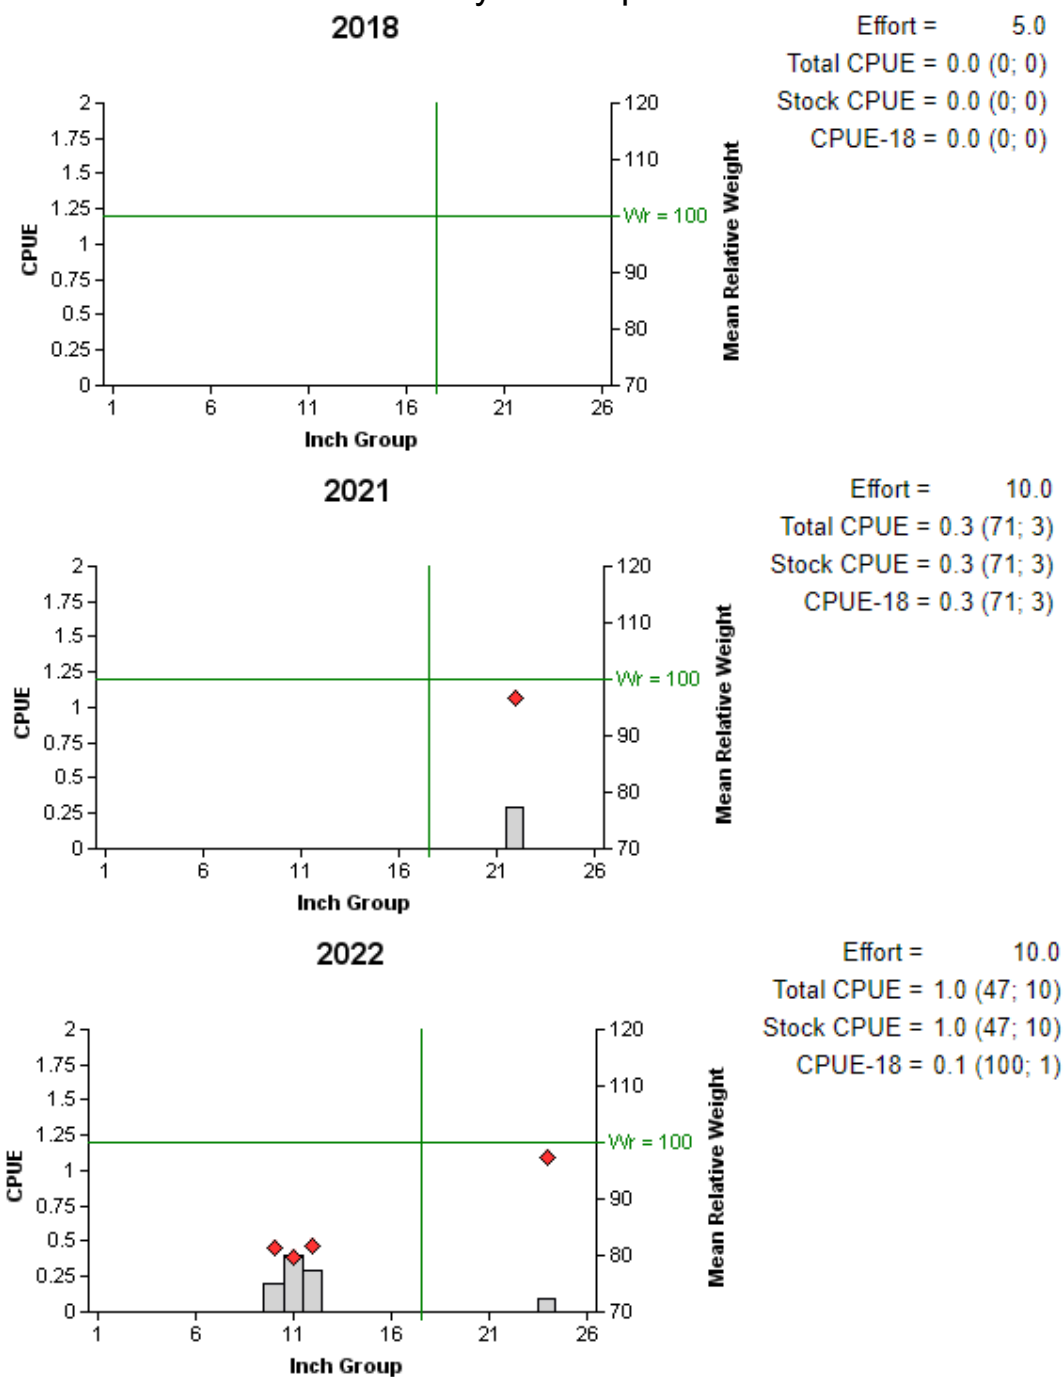 2018
Effort = 5.0
Total CPUE = 0.0 (0; 0)
Stock CPUE = 0.0 (0; 0)
CPUE-18 = 0.0 (0; 0)
2
1.75
1.5
1.25
1
0.75
0.5
0.25
0
CPUE
120
110
Wr = 100
90
80
70
Mean Relative Weight
1 6 11 16 21 26
Inch Group
2021
Effort = 10.0
Total CPUE = 0.3 (71; 3)
Stock CPUE = 0.3 (71; 3)
CPUE-18 = 0.3 (71; 3)
2
1.75
1.5
1.25
1
0.75
0.5
0.25
0
CPUE
120
110
Wr = 100
90
80
70
Mean Relative Weight
1 6 11 16 21 26
Inch Group
2022
Effort = 10.0
Total CPUE = 1.0 (47; 10)
Stock CPUE = 1.0 (47; 10)
CPUE-18 = 0.1 (100; 1)
2
1.75
1.5
1.25
1
0.75
0.5
0.25
0
CPUE
120
110
Wr = 100
90
80
70
Mean Relative Weight
1 6 11 16 21 26
Inch Group